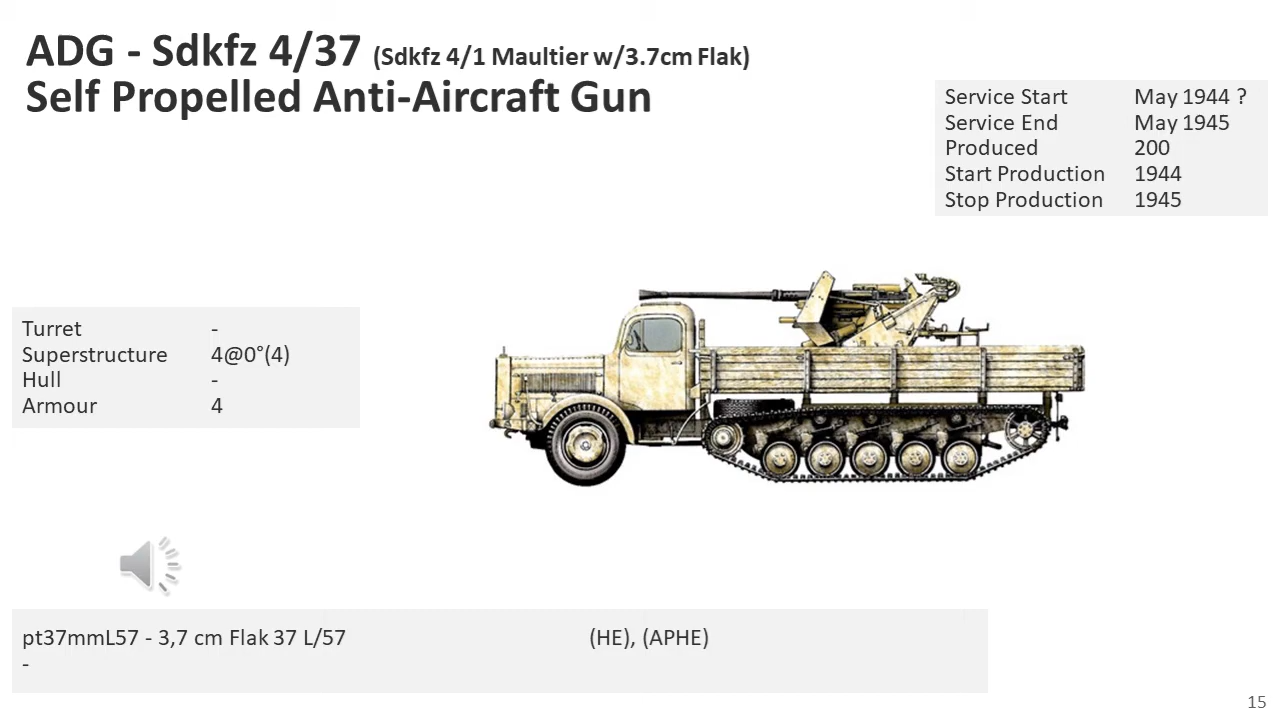 ADG - Sdkfz 4/37 (Sdkfz 4/1 Maultier w/3.7cm Flak)
Self Propelled Anti-Aircraft Gun
Service Start May 1944 ?
Service End May 1945
Produced 200
Start Production 1944
Stop Production 1945
Turret -
Superstructure 4@0°(4)
Hull -
Armour 4
pt37mmL57 - 3,7 cm Flak 37 L/57 (HE), (APHE)
-
15